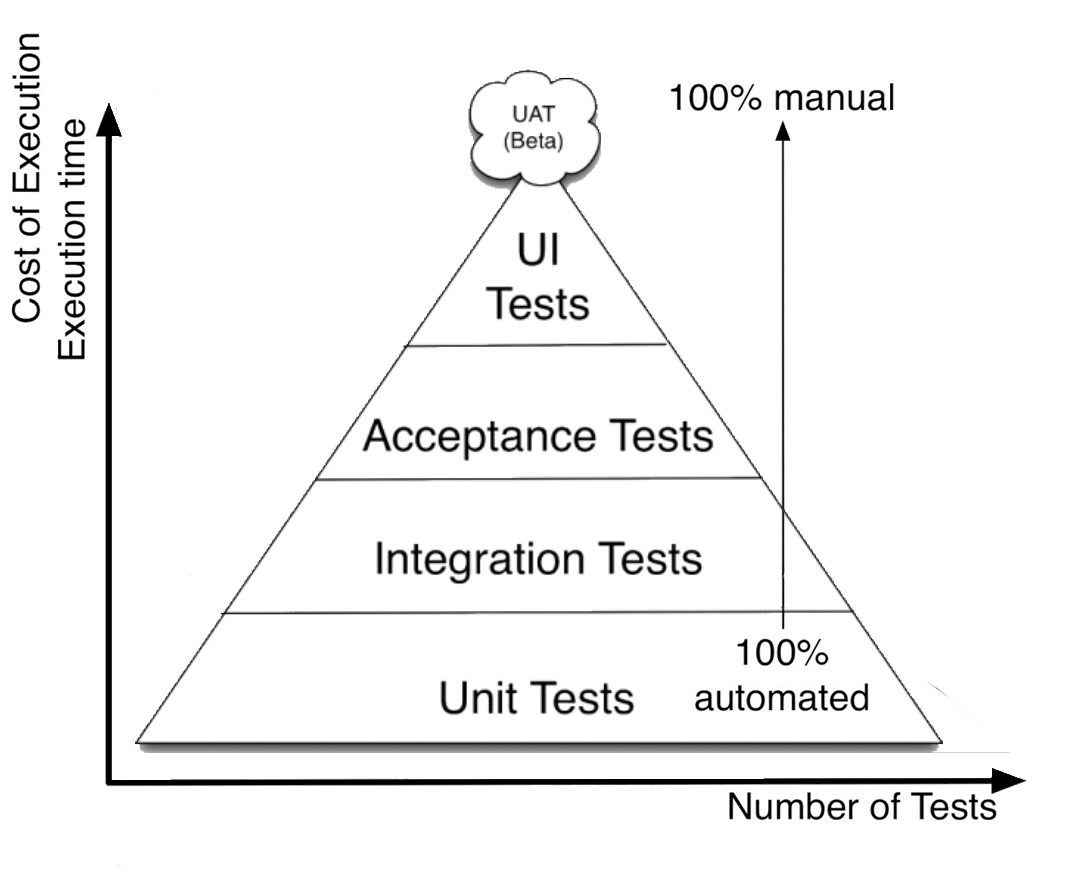 Cost of Execution
Execution time
UAT
(Beta)
100% manual
UI
Tests
Acceptance Tests
Integration Tests
Unit Tests
100%
automated
Number of Tests